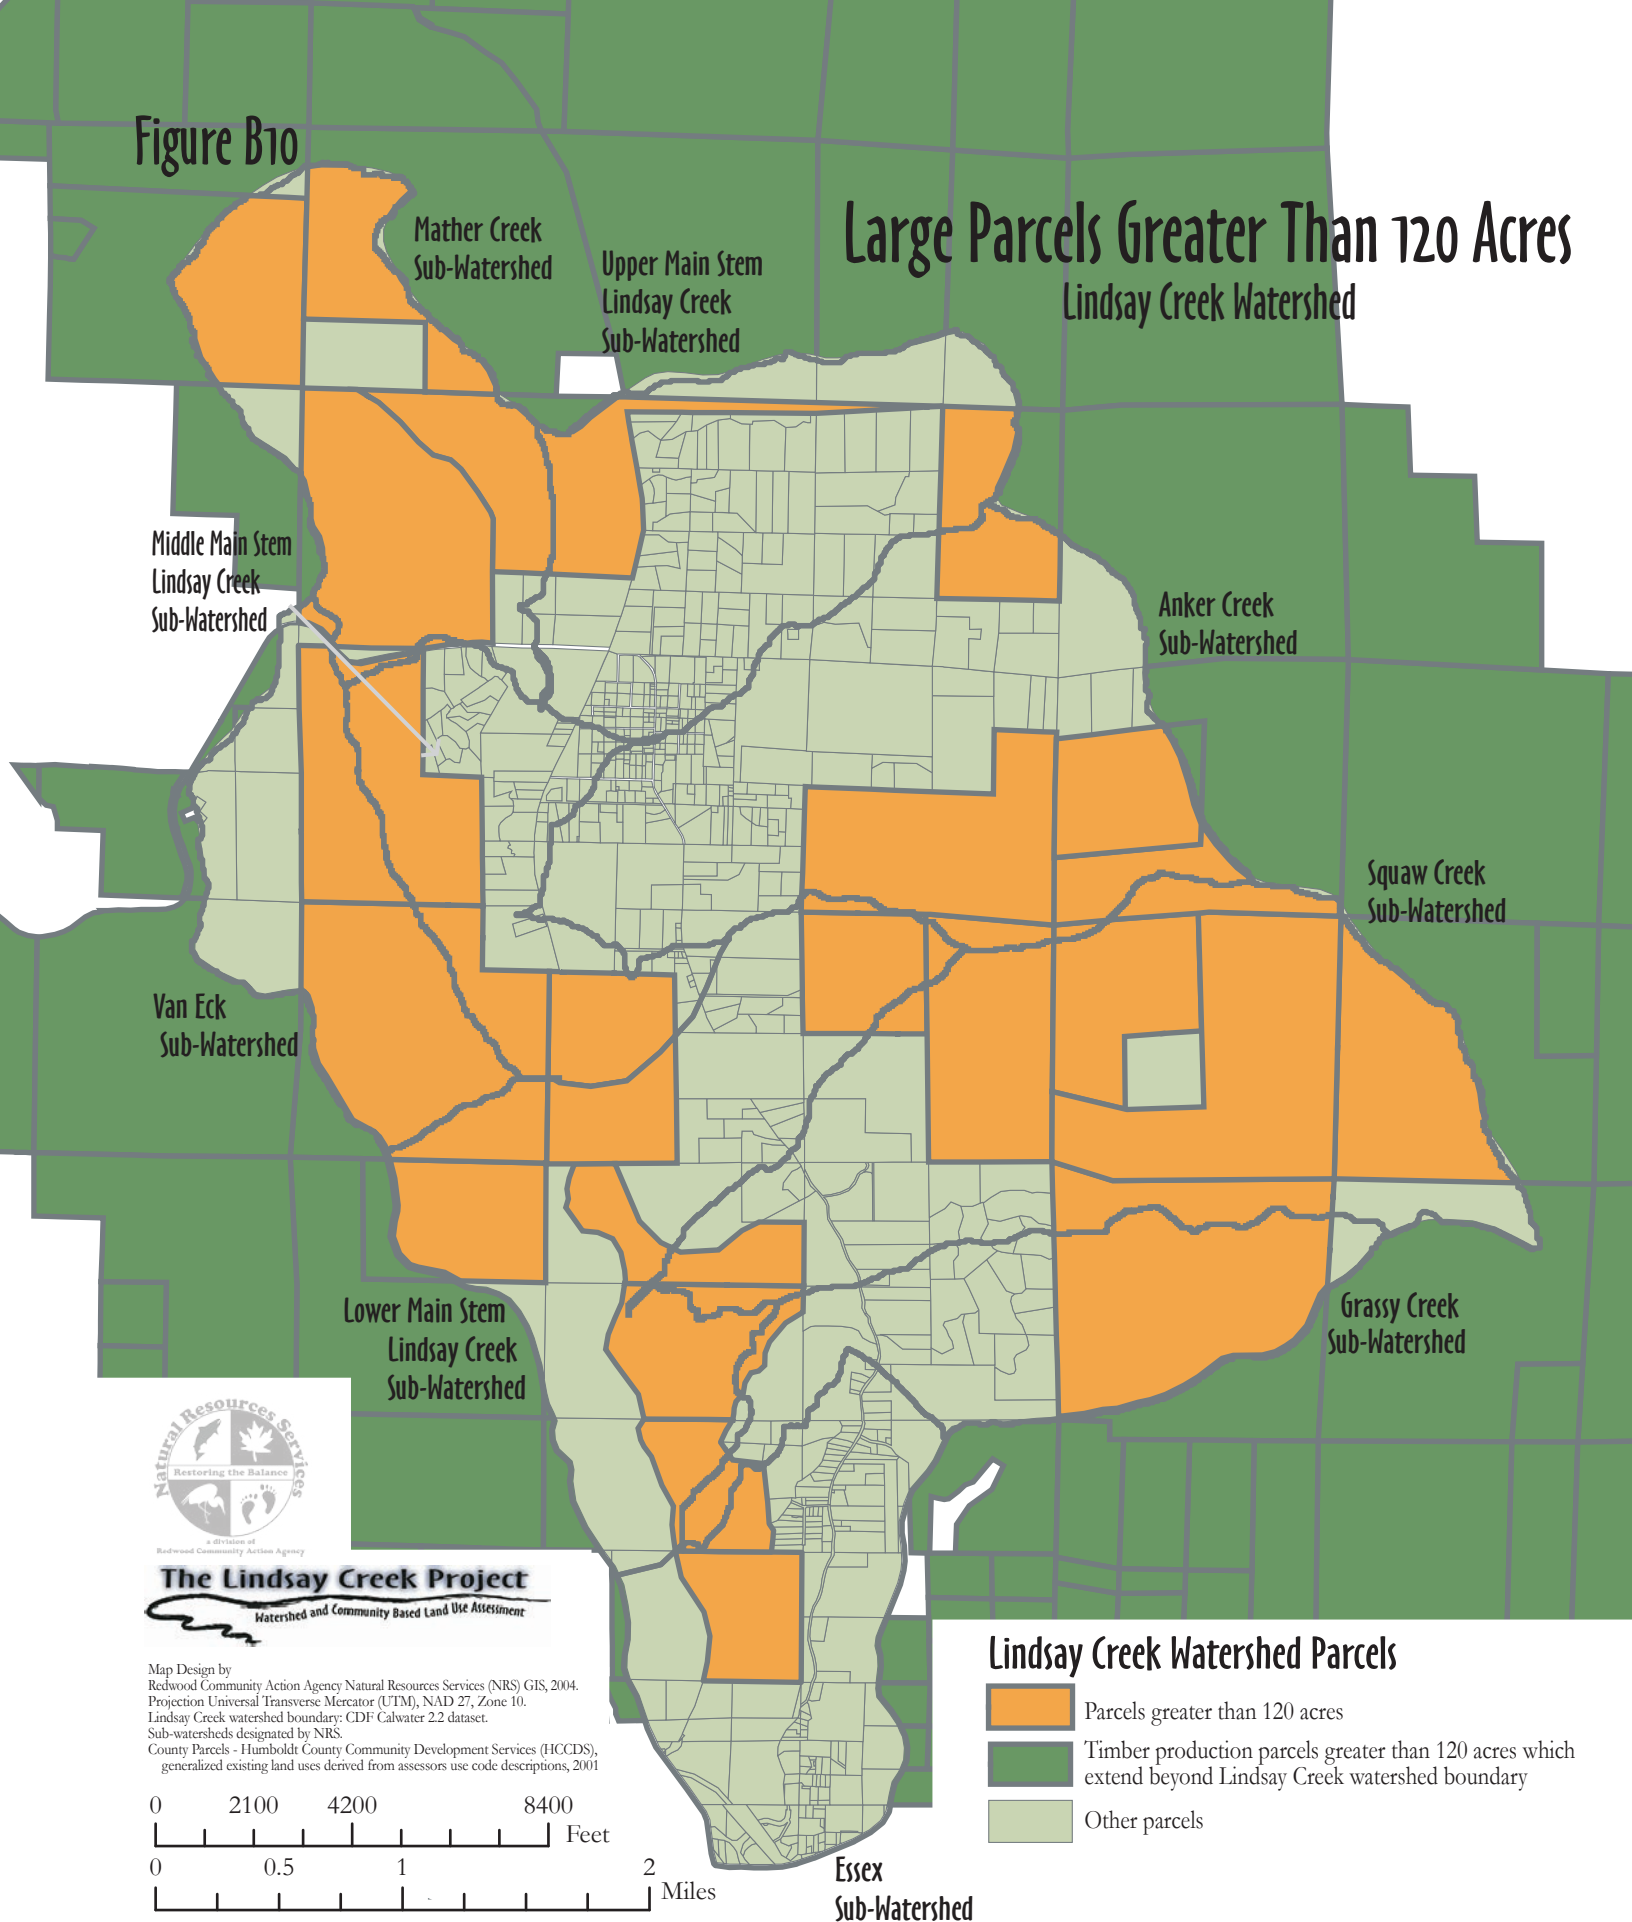 Figure B10
Large Parcels Greater Than 120 Acres
Lindsay Creek Watershed
Mather Creek
Sub-Watershed
Upper Main Stem
Lindsay Creek
Sub-Watershed
Middle Main Stem
Lindsay Creek
Sub-Watershed
Anker Creek
Sub-Watershed
Squaw Creek
Sub-Watershed
Van Eck
Sub-Watershed
Grassy Creek
Sub-Watershed
Lower Main Stem
Lindsay Creek
Sub-Watershed
Natural Resources Services
Restoring the Balance
a division of
Redwood Community Action Agency
The Lindsay Creek Project
Watershed and Community Based Land Use Assessment
Map Design by
Redwood Community Action Agency Natural Resources Services (NRS) GIS, 2004.
Projection Universal Transverse Mercator (UTM), NAD 27, Zone 10.
Lindsay Creek watershed boundary: CDF Calwater 2.2 dataset.
Sub-watersheds designated by NRS.
County Parcels - Humboldt County Community Development Services (HCCDS),
generalized existing land uses derived from assessors use code descriptions, 2001
0 2100 4200 8400
Feet
0 0.5 1 2
Miles
Lindsay Creek Watershed Parcels
Parcels greater than 120 acres
Timber production parcels greater than 120 acres which
extend beyond Lindsay Creek watershed boundary
Other parcels
Essex
Sub-Watershed